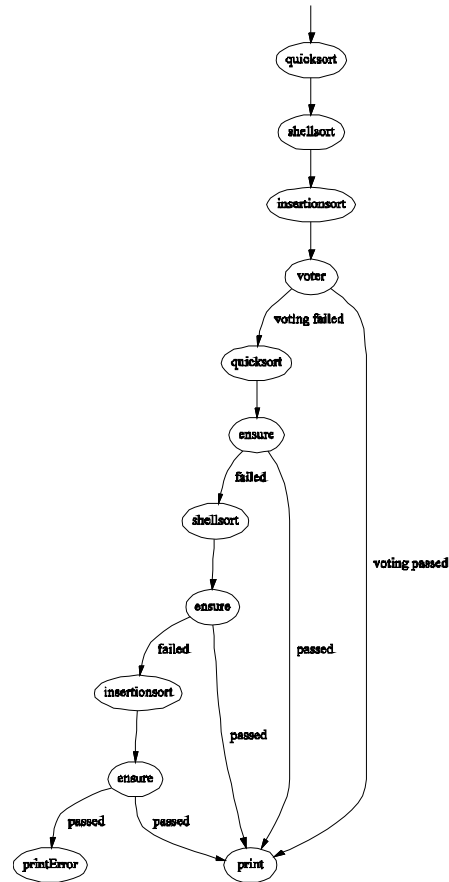 quicksort
shellsort
insertionsort
voter
voting failed
quicksort
ensure
failed
shellsort
voting passed
ensure
passed
failed
insertionsort
passed
ensure
passed
passed
printError
print